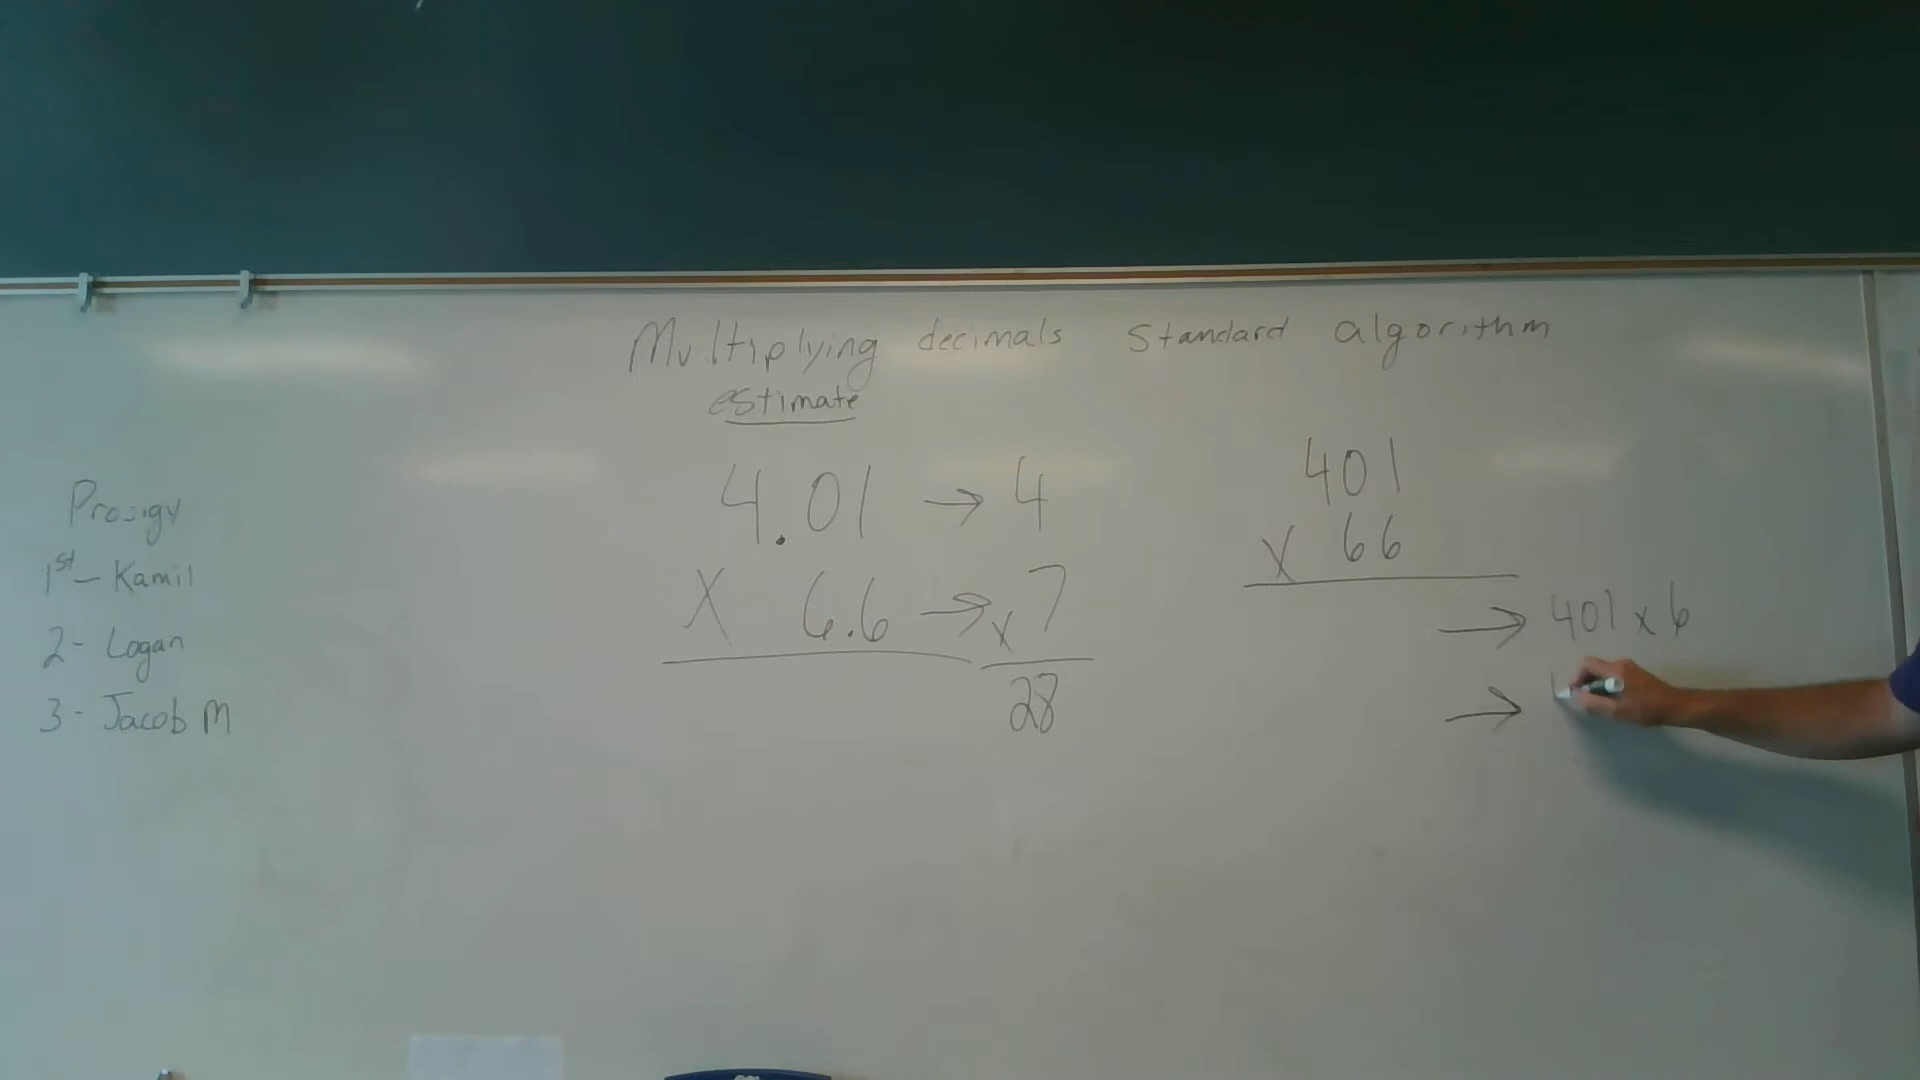 Multiplying decimals Standard algorithm
estimate
4.01 → 4
X 6.6 → x 7
28
401
X 66
→ 401 x 6
→
Prodigy
1st - Kamil
2 - Logan
3 - Jacob M